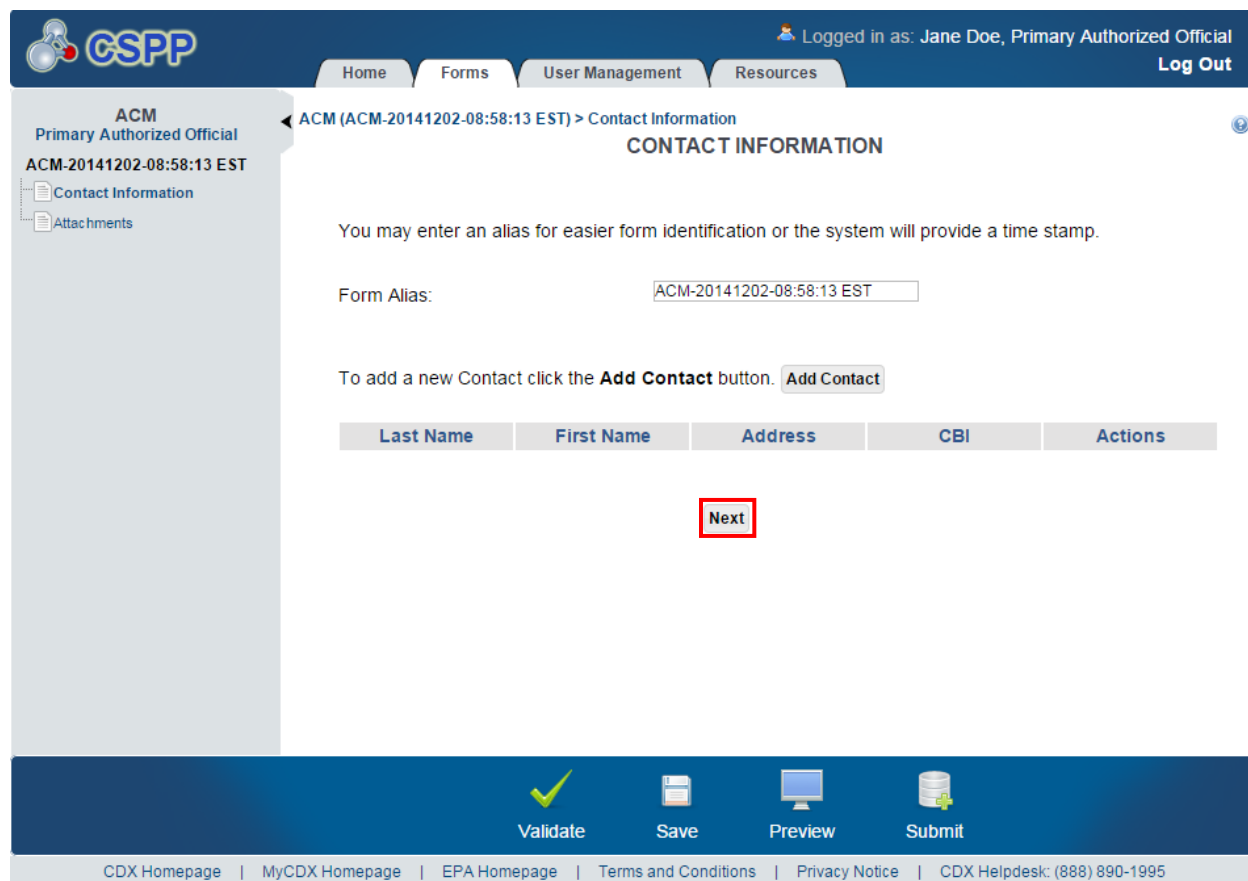 CSPP
Logged in as: Jane Doe, Primary Authorized Official
Log Out
Home Forms User Management Resources
ACM
Primary Authorized Official
ACM-20141202-08:58:13 EST
Contact Information
Attachments
ACM (ACM-20141202-08:58:13 EST) > Contact Information
CONTACT INFORMATION
You may enter an alias for easier form identification or the system will provide a time stamp.
Form Alias: ACM-20141202-08:58:13 EST
To add a new Contact click the Add Contact button. Add Contact
Last Name First Name Address CBI Actions
Next
Validate Save Preview Submit
CDX Homepage | MyCDX Homepage | EPA Homepage | Terms and Conditions | Privacy Notice | CDX Helpdesk: (888) 890-1995